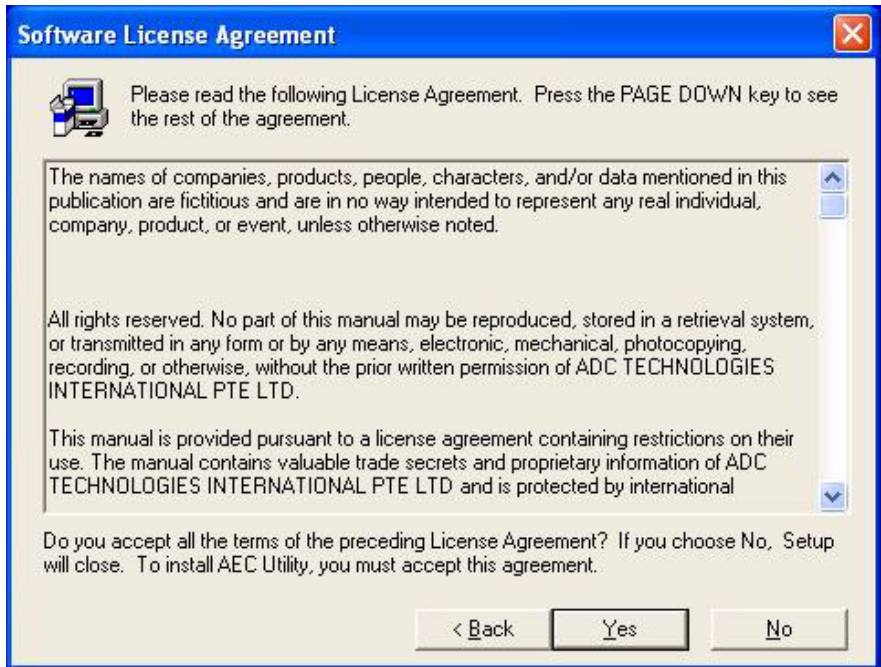 Software License Agreement
Please read the following License Agreement.  Press the PAGE DOWN key to see
the rest of the agreement.
The names of companies, products, people, characters, and/or data mentioned in this
publication are fictitious and are in no way intended to represent any real individual,
company, product, or event, unless otherwise noted.
All rights reserved. No part of this manual may be reproduced, stored in a retrieval system,
or transmitted in any form or by any means, electronic, mechanical, photocopying,
recording, or otherwise, without the prior written permission of ADC TECHNOLOGIES
INTERNATIONAL PTE LTD.
This manual is provided pursuant to a license agreement containing restrictions on their
use. The manual contains valuable trade secrets and proprietary information of ADC
TECHNOLOGIES INTERNATIONAL PTE LTD and is protected by international
Do you accept all the terms of the preceding License Agreement?  If you choose No,  Setup
will close.  To install AEC Utility, you must accept this agreement.
< Back Yes No